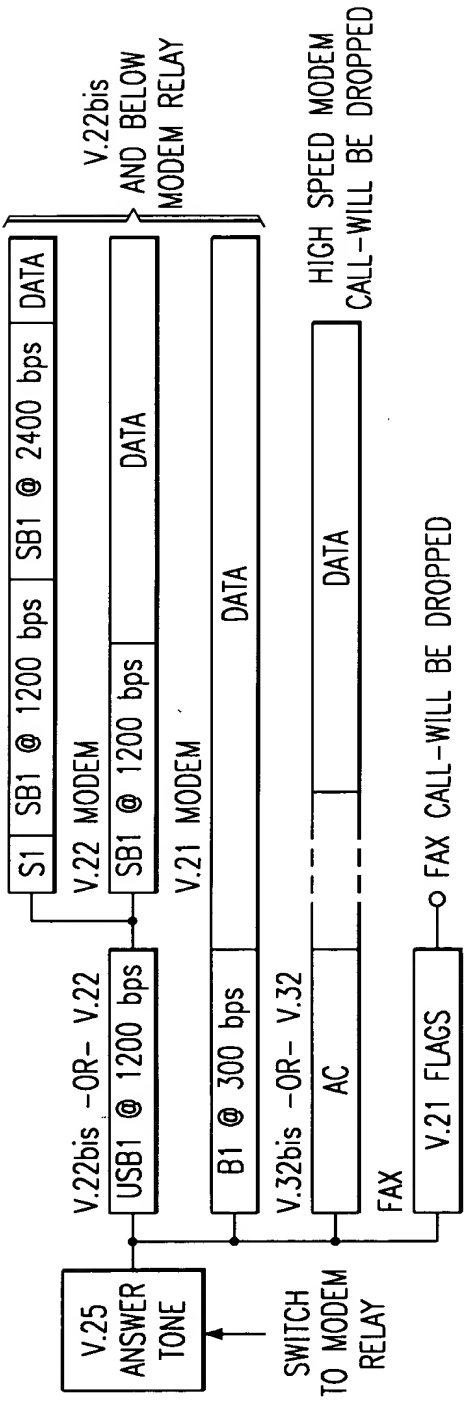 V.25
ANSWER
TONE
SWITCH
TO MODEM
RELAY
V.22bis -OR- V.22
USB1 @ 1200 bps
S1 SB1 @ 1200 bps SB1 @ 2400 bps DATA
V.22 MODEM
SB1 @ 1200 bps DATA
V.21 MODEM
B1 @ 300 bps DATA
V.22bis
AND BELOW
MODEM RELAY
V.32bis -OR- V.32
AC DATA
HIGH SPEED MODEM
CALL-WILL BE DROPPED
FAX
V.21 FLAGS
FAX CALL-WILL BE DROPPED